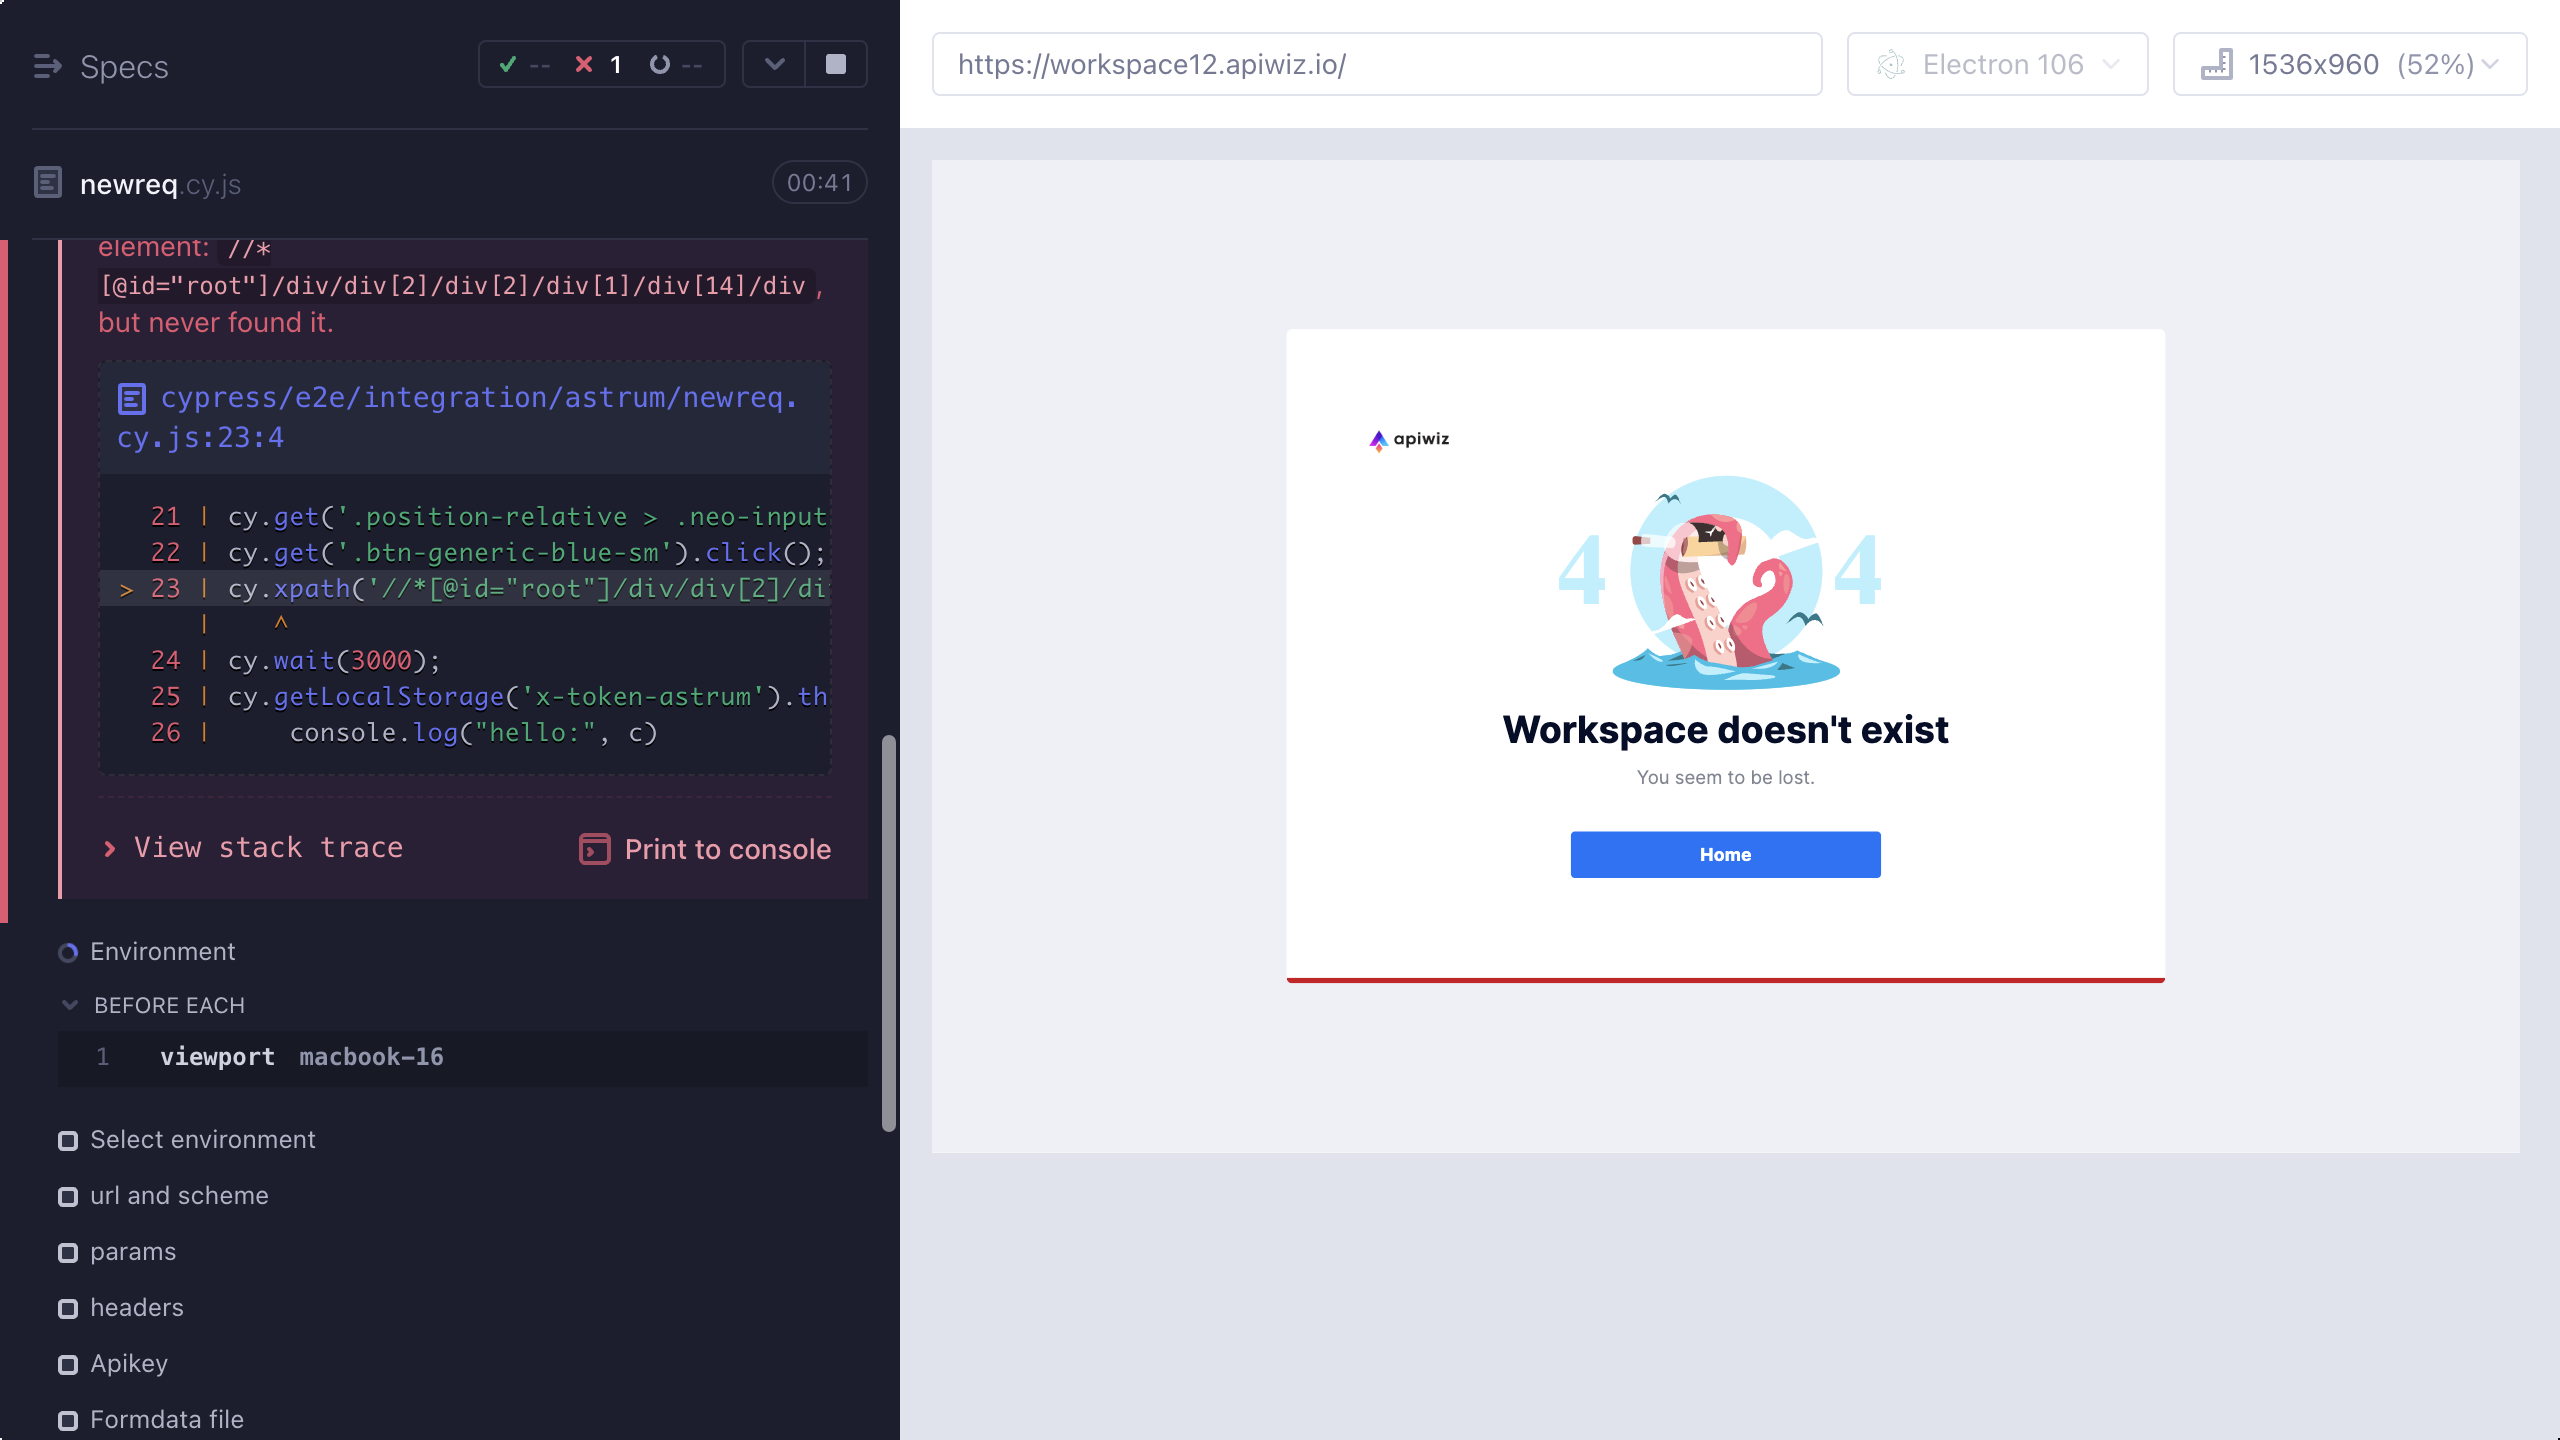 Specs
-- 1 --
newreq.cy.js
00:41
element: //*
[@id="root"]/div/div[2]/div[2]/div[1]/div[14]/div ,
but never found it.
cypress/e2e/integration/astrum/newreq.
cy.js:23:4
21 | cy.get('.position-relative > .neo-input
22 | cy.get('.btn-generic-blue-sm').click();
> 23 | cy.xpath('//*[@id="root"]/div/div[2]/di
| ^
24 | cy.wait(3000);
25 | cy.getLocalStorage('x-token-astrum').th
26 | console.log("hello:", c)
View stack trace
Print to console
Environment
BEFORE EACH
1 viewport macbook-16
Select environment
url and scheme
params
headers
Apikey
Formdata file
https://workspace12.apiwiz.io/
Electron 106
1536x960 (52%)
apiwiz
4 4
Workspace doesn't exist
You seem to be lost.
Home